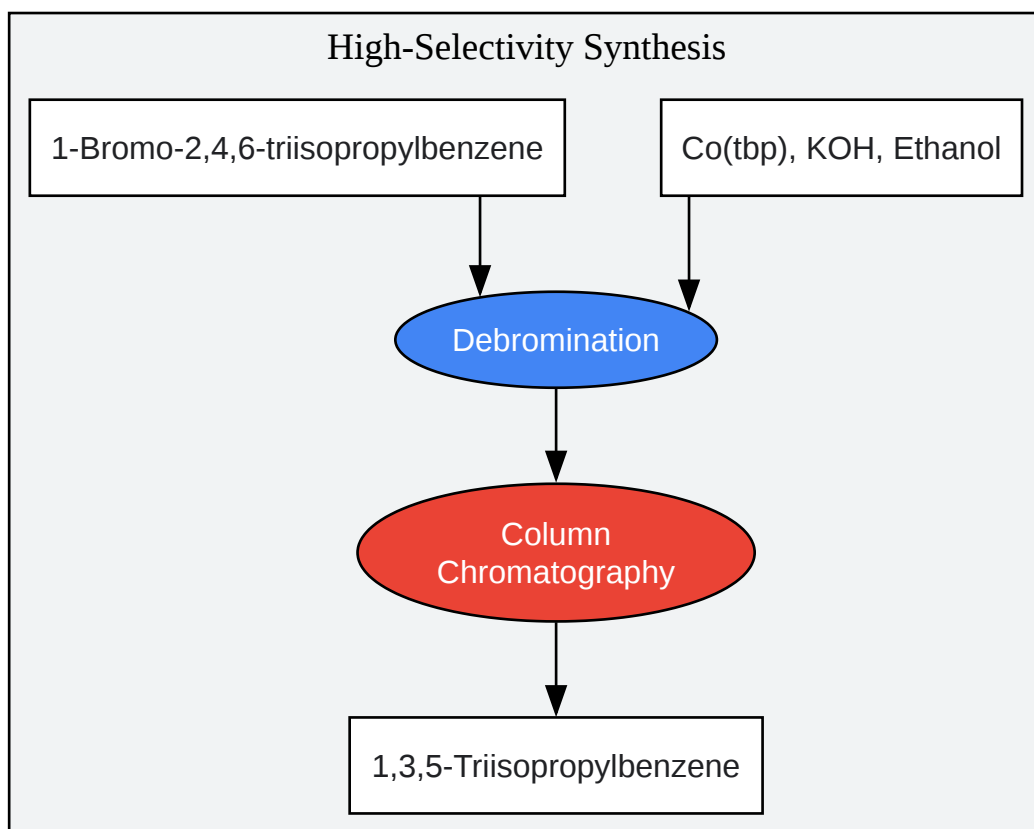 High-Selectivity Synthesis
1-Bromo-2,4,6-triisopropylbenzene
Co(tbp), KOH, Ethanol
Debromination
Column
Chromatography
1,3,5-Triisopropylbenzene